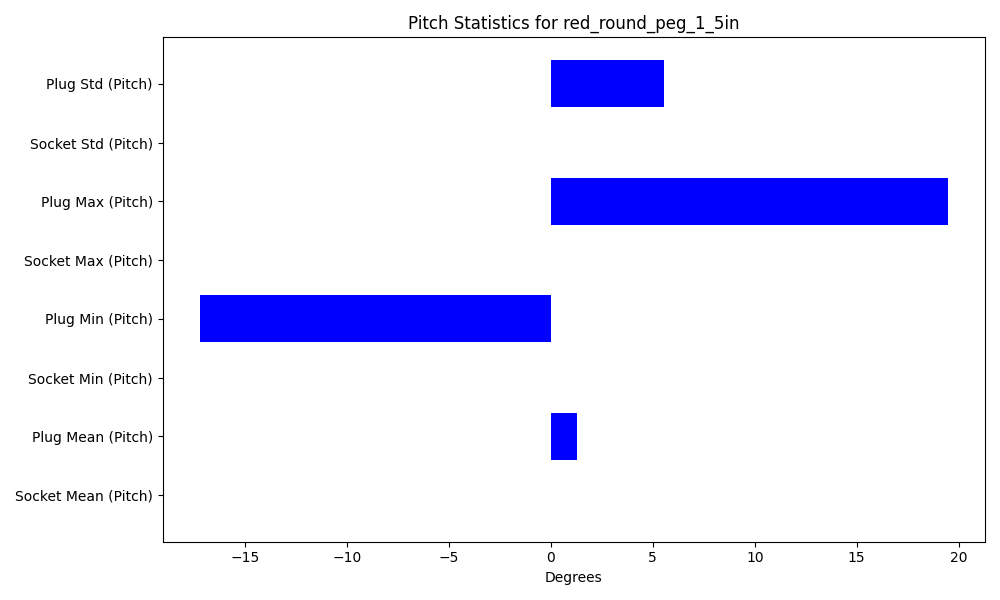 Pitch Statistics for red_round_peg_1_5in
Plug Std (Pitch)
Socket Std (Pitch)
Plug Max (Pitch)
Socket Max (Pitch)
Plug Min (Pitch)
Socket Min (Pitch)
Plug Mean (Pitch)
Socket Mean (Pitch)
−15 −10 −5 0 5 10 15 20
Degrees